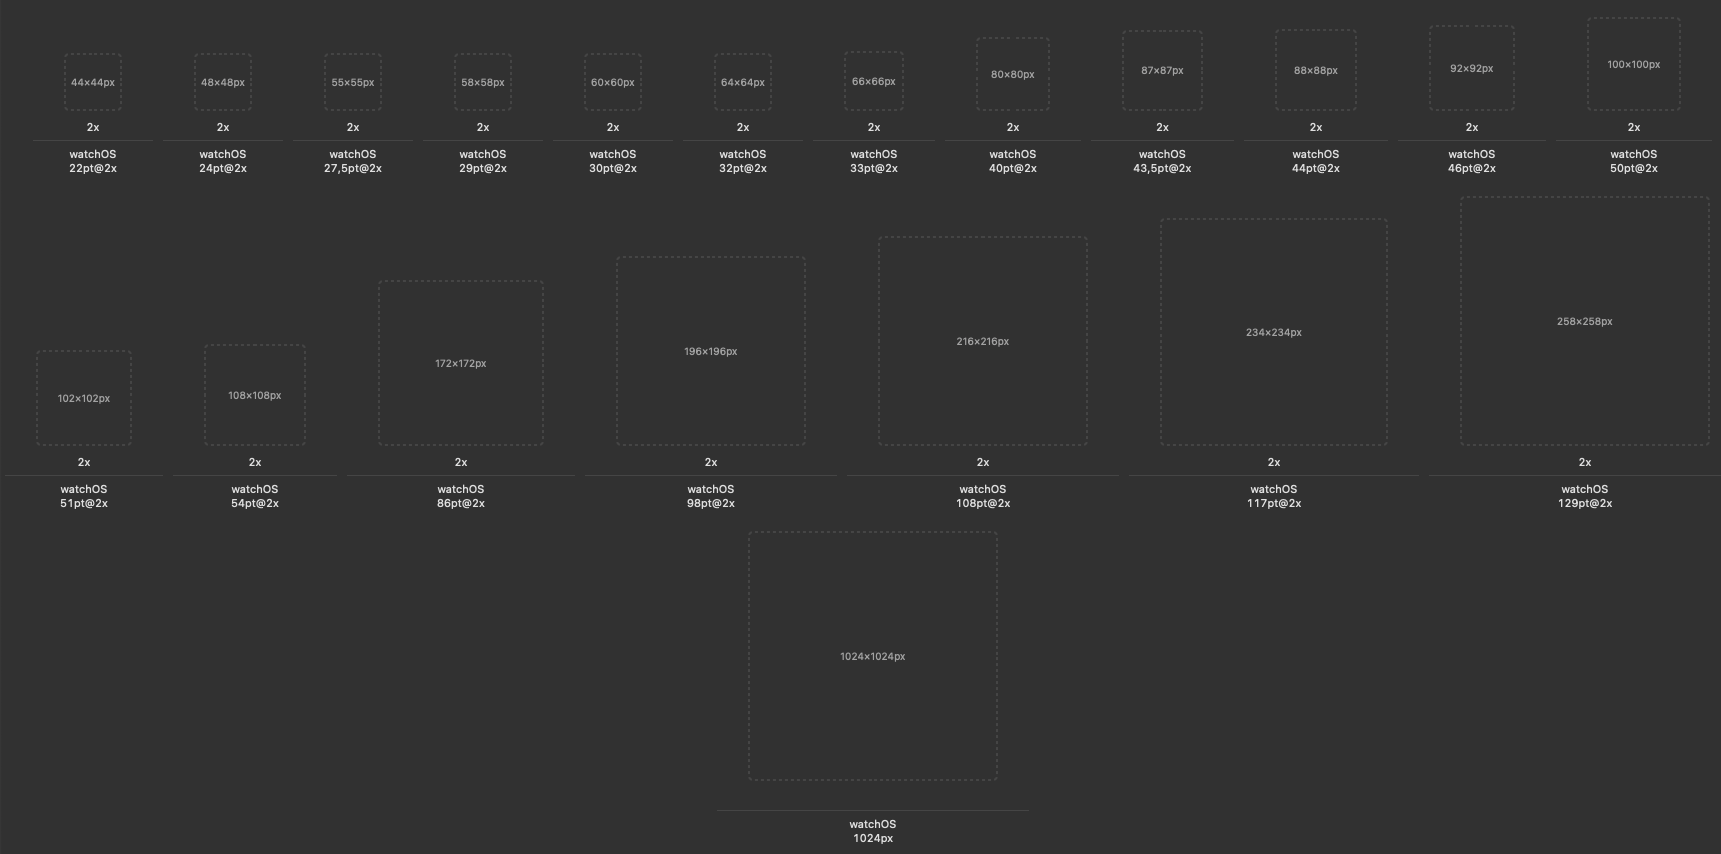 44×44px
2x
watchOS
22pt@2x
48×48px
2x
watchOS
24pt@2x
55×55px
2x
watchOS
27,5pt@2x
58×58px
2x
watchOS
29pt@2x
60×60px
2x
watchOS
30pt@2x
64×64px
2x
watchOS
32pt@2x
66×66px
2x
watchOS
33pt@2x
80×80px
2x
watchOS
40pt@2x
87×87px
2x
watchOS
43,5pt@2x
88×88px
2x
watchOS
44pt@2x
92×92px
2x
watchOS
46pt@2x
100×100px
2x
watchOS
50pt@2x
102×102px
2x
watchOS
51pt@2x
108×108px
2x
watchOS
54pt@2x
172×172px
2x
watchOS
86pt@2x
196×196px
2x
watchOS
98pt@2x
216×216px
2x
watchOS
108pt@2x
234×234px
2x
watchOS
117pt@2x
258×258px
2x
watchOS
129pt@2x
1024×1024px
watchOS
1024px